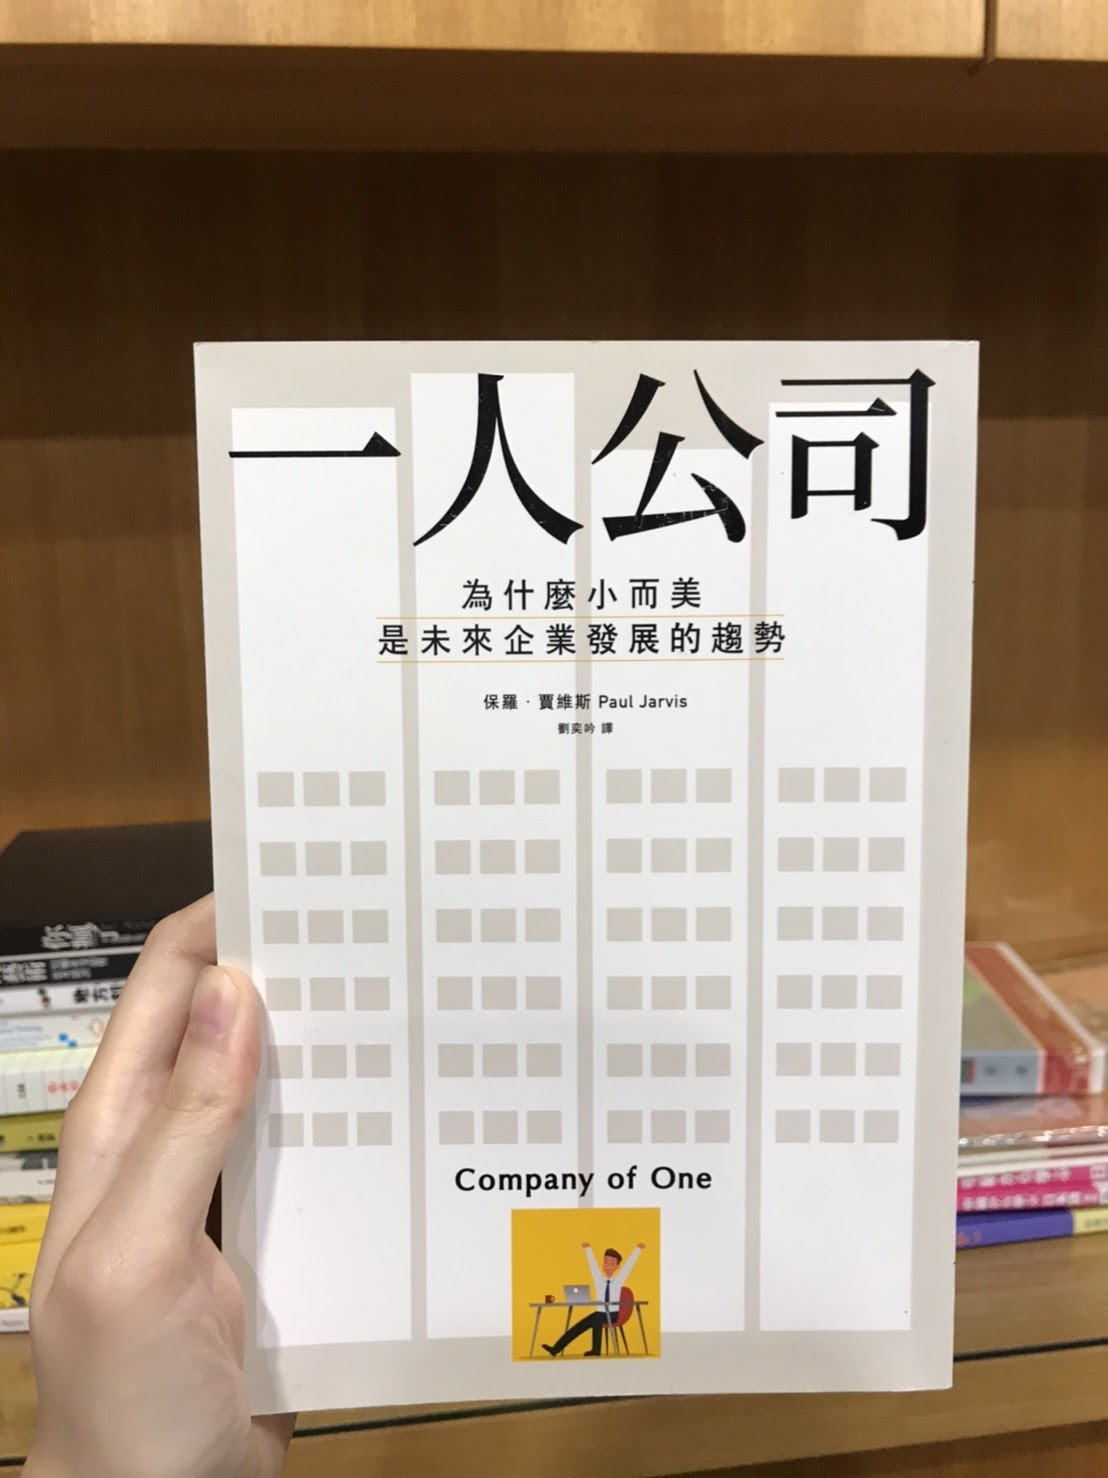 一人公司
為什麼小而美
是未來企業發展的趨勢
保羅．賈維斯 Paul Jarvis
劉奕吟 譯
Company of One